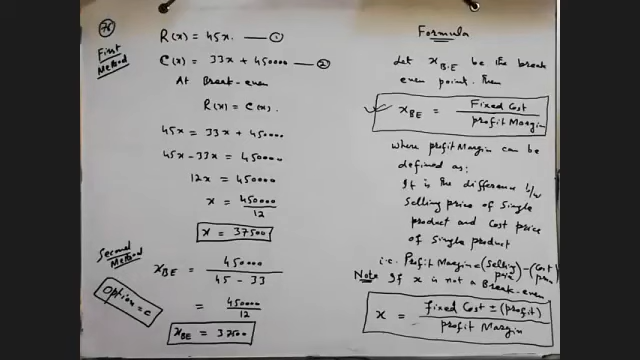 76
First Method
R(x) = 45x. — ①
C(x) = 33x + 450000 — ②
At Break-even
R(x) = C(x).
45x = 33x + 450000
45x - 33x = 450000
12x = 450000
x = 450000/12
x = 37500
Second Method
x_BE = 450000/(45 - 33)
= 450000/12
x_BE = 37500
Option = C
Formula
Let x_B.E be the break
even point. Then
x_BE = Fixed Cost/profit Margin
where profit Margin can be
defined as:
It is the difference b/w
selling price of single
product and Cost price
of single product
i.e. Profit Margin = (Selling price) - (Cost price)
Note If x is not a Break-even
x = fixed Cost ± (profit)/profit Margin